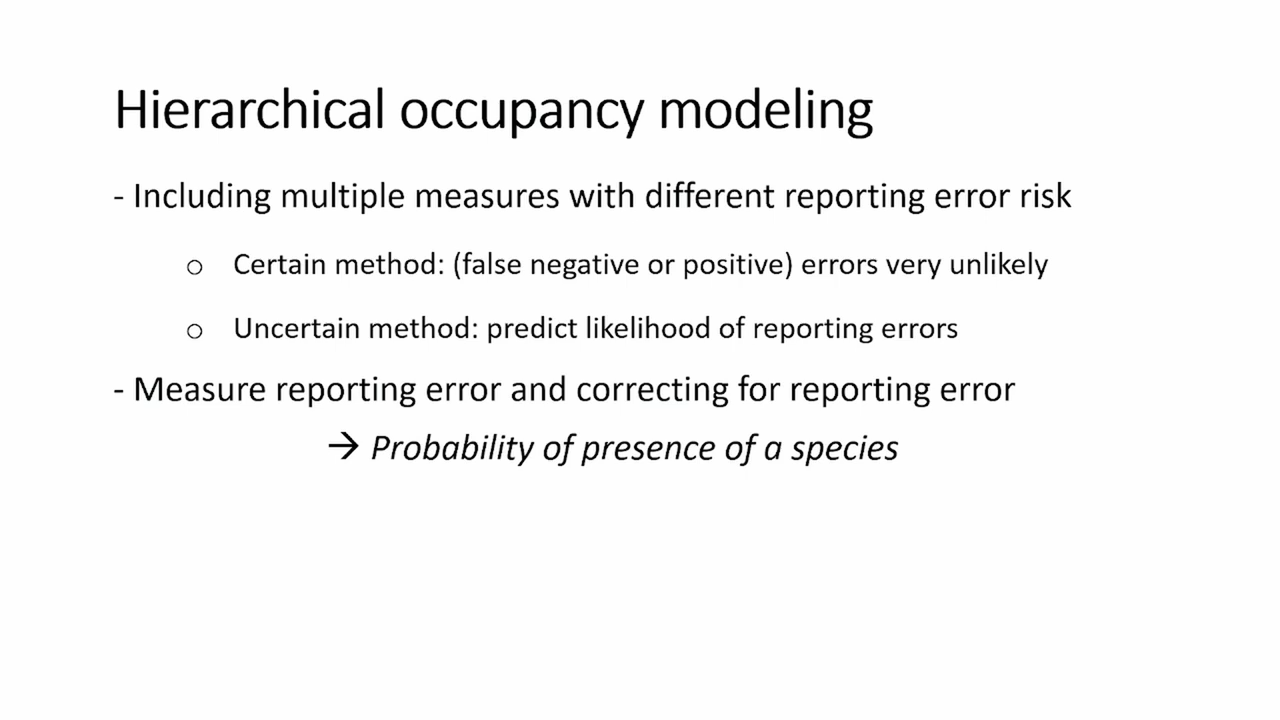 Hierarchical occupancy modeling
- Including multiple measures with different reporting error risk
o Certain method: (false negative or positive) errors very unlikely
o Uncertain method: predict likelihood of reporting errors
- Measure reporting error and correcting for reporting error
→ Probability of presence of a species